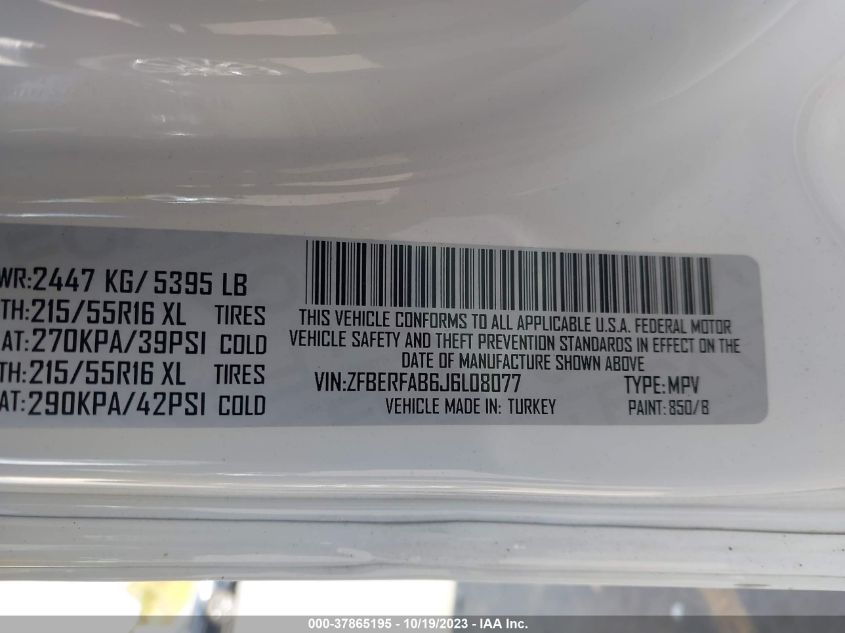 WR:2447 KG/ 5395 LB
TH:215/55R16 XL TIRES
AT:270KPA/39PSI COLD
TH:215/55R16 XL TIRES
AT:290KPA/42PSI COLD
THIS VEHICLE CONFORMS TO ALL APPLICABLE U.S.A. FEDERAL MOTOR
VEHICLE SAFETY AND THEFT PREVENTION STANDARDS IN EFFECT ON THE
DATE OF MANUFACTURE SHOWN ABOVE
VIN:ZFBERFAB6J6L08077 TYPE:MPV
VEHICLE MADE IN: TURKEY PAINT: 850/B
000-37865195 - 10/19/2023 - IAA Inc.